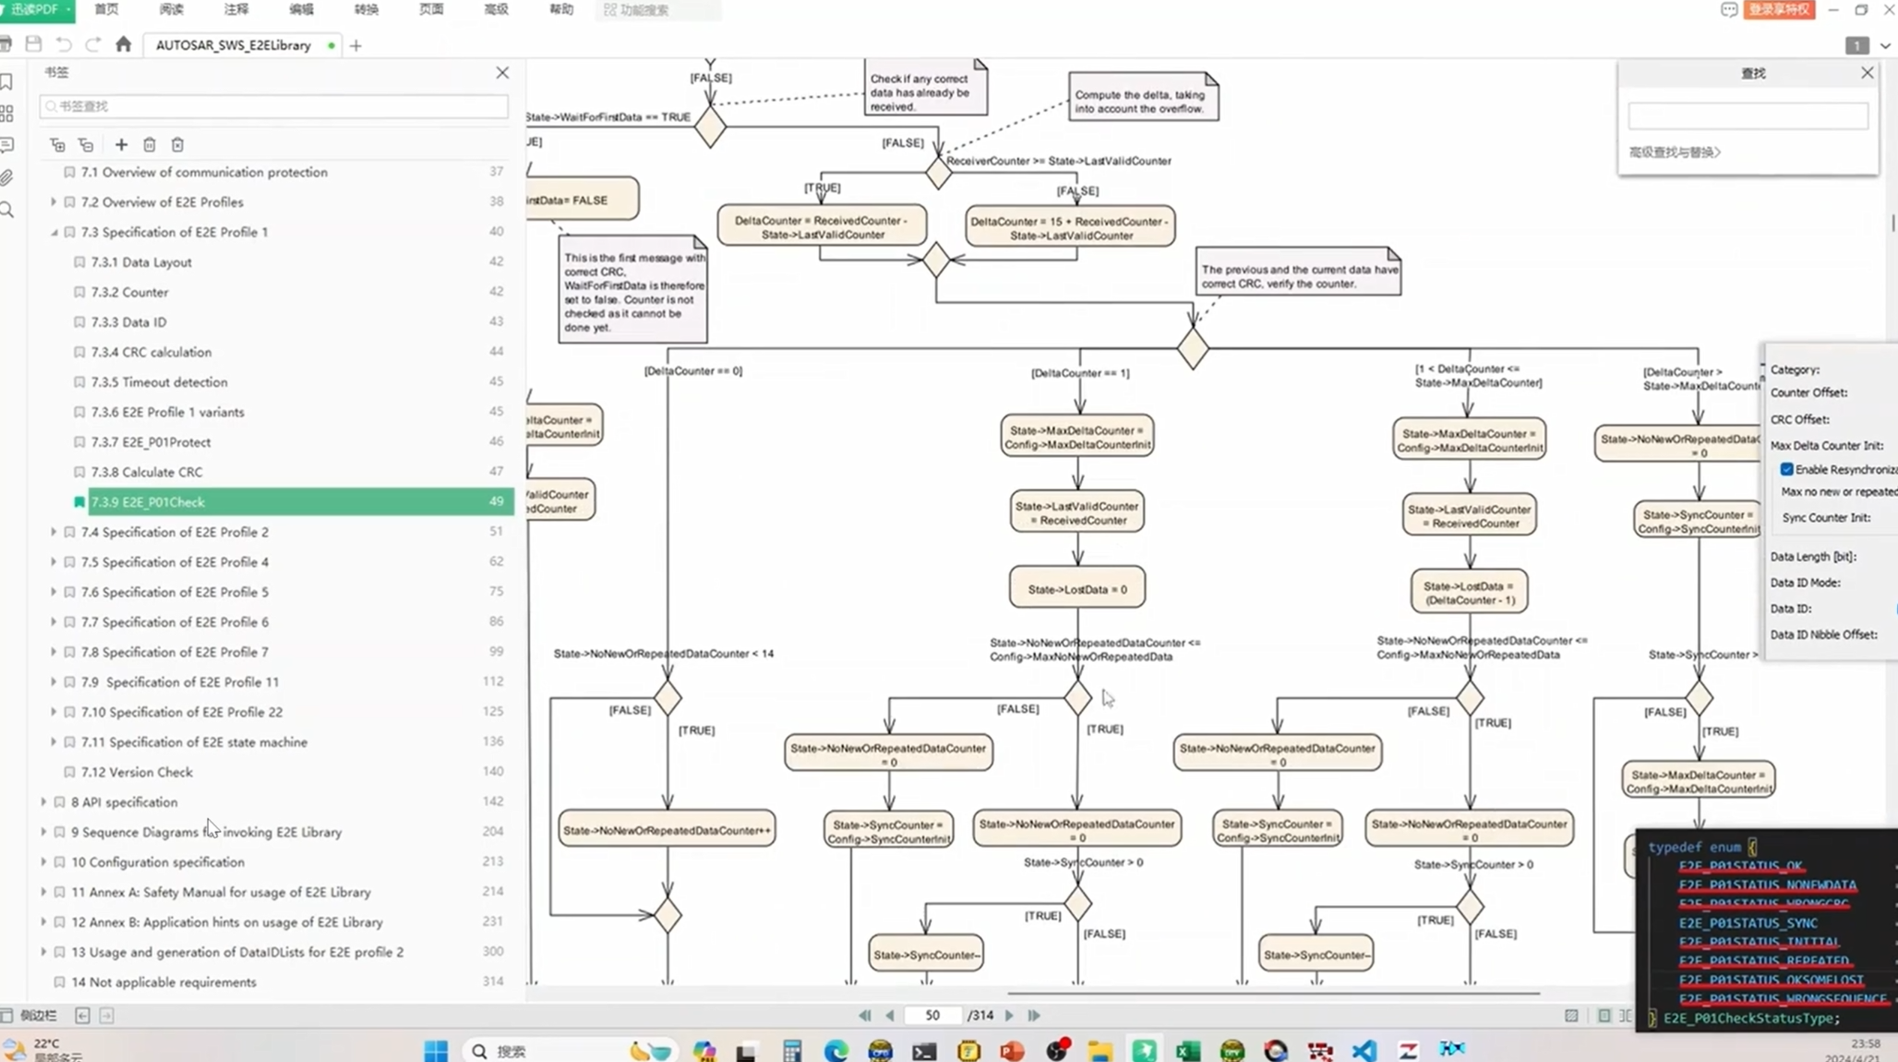 迅读PDF
首页
阅读
注释
编辑
转换
页面
高级
帮助
功能搜索
登录享特权
AUTOSAR_SWS_E2ELibrary
1
书签
书签查找
7.1 Overview of communication protection 37
7.2 Overview of E2E Profiles 38
7.3 Specification of E2E Profile 1 40
7.3.1 Data Layout 42
7.3.2 Counter 42
7.3.3 Data ID 43
7.3.4 CRC calculation 44
7.3.5 Timeout detection 45
7.3.6 E2E Profile 1 variants 45
7.3.7 E2E_P01Protect 46
7.3.8 Calculate CRC 47
7.3.9 E2E_P01Check 49
7.4 Specification of E2E Profile 2 51
7.5 Specification of E2E Profile 4 62
7.6 Specification of E2E Profile 5 75
7.7 Specification of E2E Profile 6 86
7.8 Specification of E2E Profile 7 99
7.9 Specification of E2E Profile 11 112
7.10 Specification of E2E Profile 22 125
7.11 Specification of E2E state machine 136
7.12 Version Check 140
8 API specification 142
9 Sequence Diagrams for invoking E2E Library 204
10 Configuration specification 213
11 Annex A: Safety Manual for usage of E2E Library 214
12 Annex B: Application hints on usage of E2E Library 231
13 Usage and generation of DataIDLists for E2E profile 2 300
14 Not applicable requirements 314
[FALSE]
Check if any correct
data has already be
received.
Compute the delta, taking
into account the overflow.
State->WaitForFirstData == TRUE
[FALSE]
ReceiverCounter >= State->LastValidCounter
[TRUE]
[FALSE]
irstData= FALSE
DeltaCounter = ReceivedCounter -
State->LastValidCounter
DeltaCounter = 15 + ReceivedCounter -
State->LastValidCounter
This is the first message with
correct CRC,
WaitForFirstData is therefore
set to false. Counter is not
checked as it cannot be
done yet.
The previous and the current data have
correct CRC, verify the counter.
[DeltaCounter == 0]
[DeltaCounter == 1]
[1 < DeltaCounter <=
State->MaxDeltaCounter]
[DeltaCounter >
State->MaxDeltaCounte
eltaCounter =
eltaCounterInit
State->MaxDeltaCounter =
Config->MaxDeltaCounterInit
State->MaxDeltaCounter =
Config->MaxDeltaCounterInit
State->NoNewOrRepeatedDataC
= 0
ValidCounter
edCounter
State->LastValidCounter
= ReceivedCounter
State->LastValidCounter
= ReceivedCounter
State->SyncCounter =
Config->SyncCounterInit
State->LostData = 0
State->LostData =
(DeltaCounter - 1)
State->NoNewOrRepeatedDataCounter < 14
State->NoNewOrRepeatedDataCounter <=
Config->MaxNoNewOrRepeatedData
State->NoNewOrRepeatedDataCounter <=
Config->MaxNoNewOrRepeatedData
State->SyncCounter >
[FALSE]
[TRUE]
[FALSE]
[TRUE]
[FALSE]
[TRUE]
[FALSE]
[TRUE]
State->NoNewOrRepeatedDataCounter
= 0
State->NoNewOrRepeatedDataCounter
= 0
State->MaxDeltaCounter =
Config->MaxDeltaCounterInit
State->NoNewOrRepeatedDataCounter++
State->SyncCounter =
Config->SyncCounterInit
State->NoNewOrRepeatedDataCounter
= 0
State->SyncCounter =
Config->SyncCounterInit
State->NoNewOrRepeatedDataCounter
= 0
State->SyncCounter > 0
State->SyncCounter > 0
[TRUE]
[FALSE]
[TRUE]
[FALSE]
State->SyncCounter--
State->SyncCounter--
查找
高级查找与替换>
Category:
Counter Offset:
CRC Offset:
Max Delta Counter Init:
Enable Resynchroniza
Max no new or repeated
Sync Counter Init:
Data Length [bit]:
Data ID Mode:
Data ID:
Data ID Nibble Offset:
typedef enum {
E2E_P01STATUS_OK
E2E_P01STATUS_NONEWDATA
E2E_P01STATUS_WRONGCRC
E2E_P01STATUS_SYNC
E2E_P01STATUS_INITIAL
E2E_P01STATUS_REPEATED
E2E_P01STATUS_OKSOMELOST
E2E_P01STATUS_WRONGSEQUENCE
} E2E_P01CheckStatusType;
侧边栏
50 /314
22°C
局部多云
搜索
23:58
2024/4/21